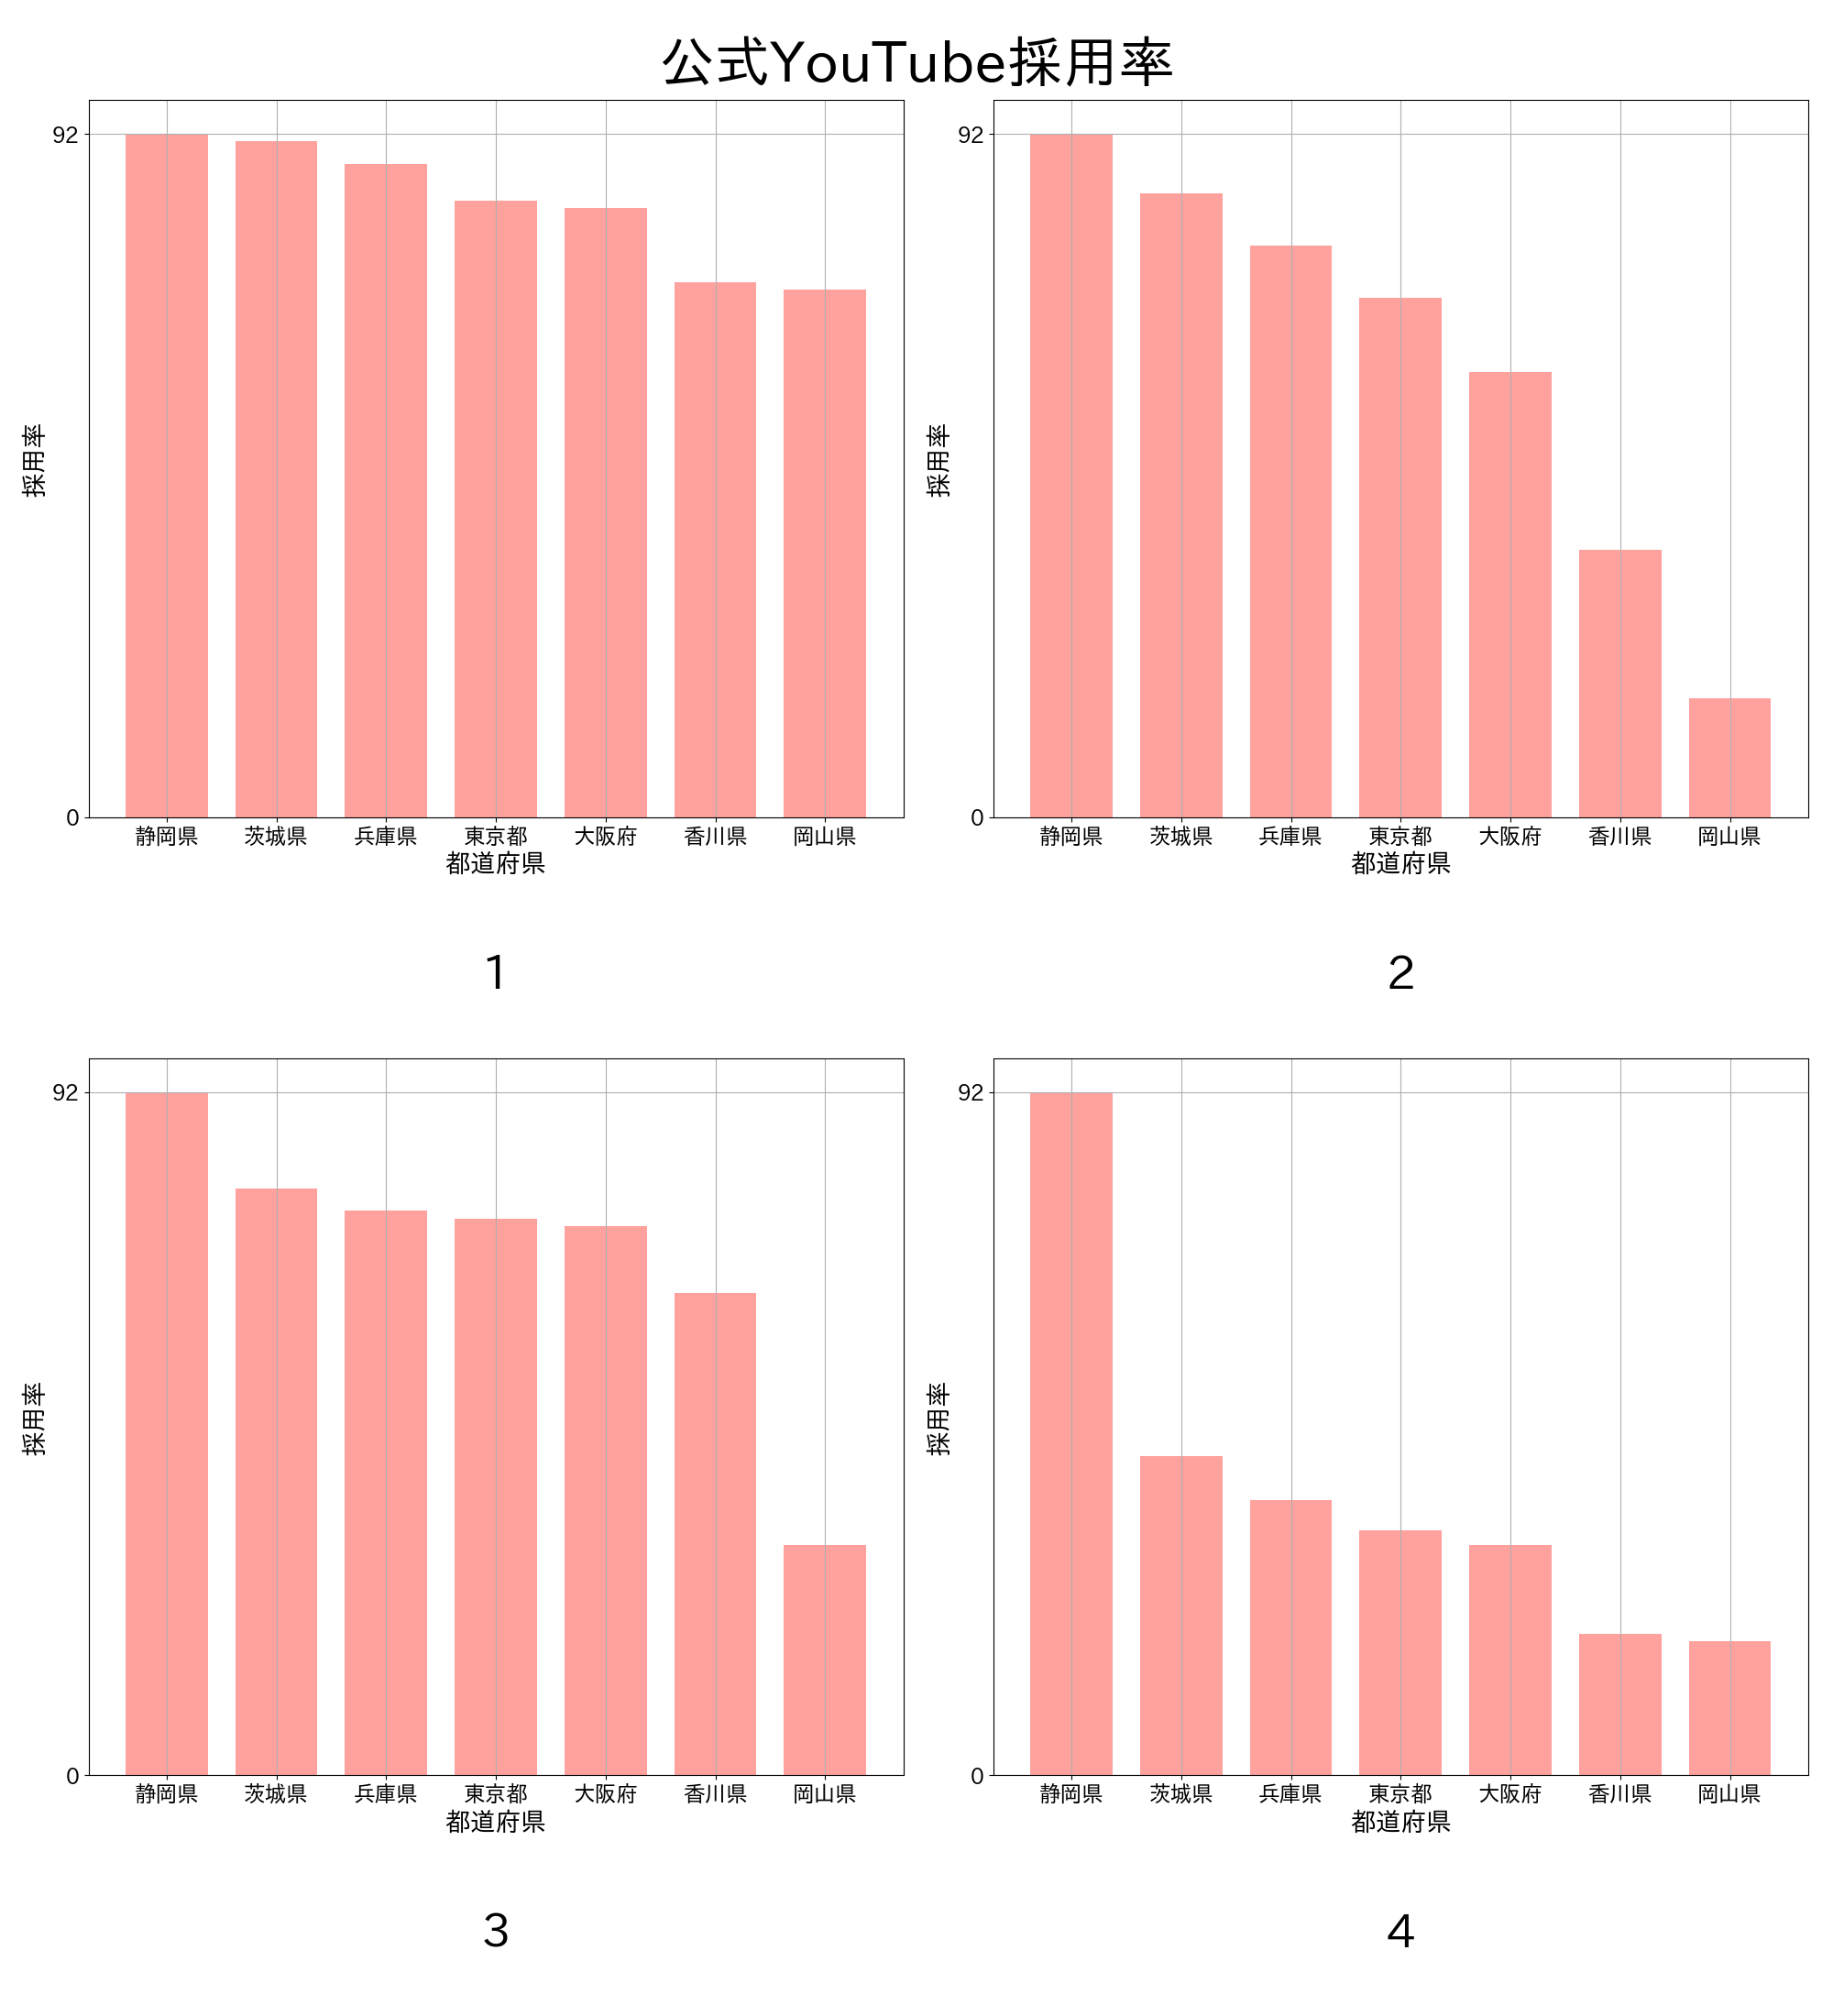 公式YouTube採用率
92
0
採用率
静岡県 茨城県 兵庫県 東京都 大阪府 香川県 岡山県
都道府県
1
92
0
採用率
静岡県 茨城県 兵庫県 東京都 大阪府 香川県 岡山県
都道府県
2
92
0
採用率
静岡県 茨城県 兵庫県 東京都 大阪府 香川県 岡山県
都道府県
3
92
0
採用率
静岡県 茨城県 兵庫県 東京都 大阪府 香川県 岡山県
都道府県
4